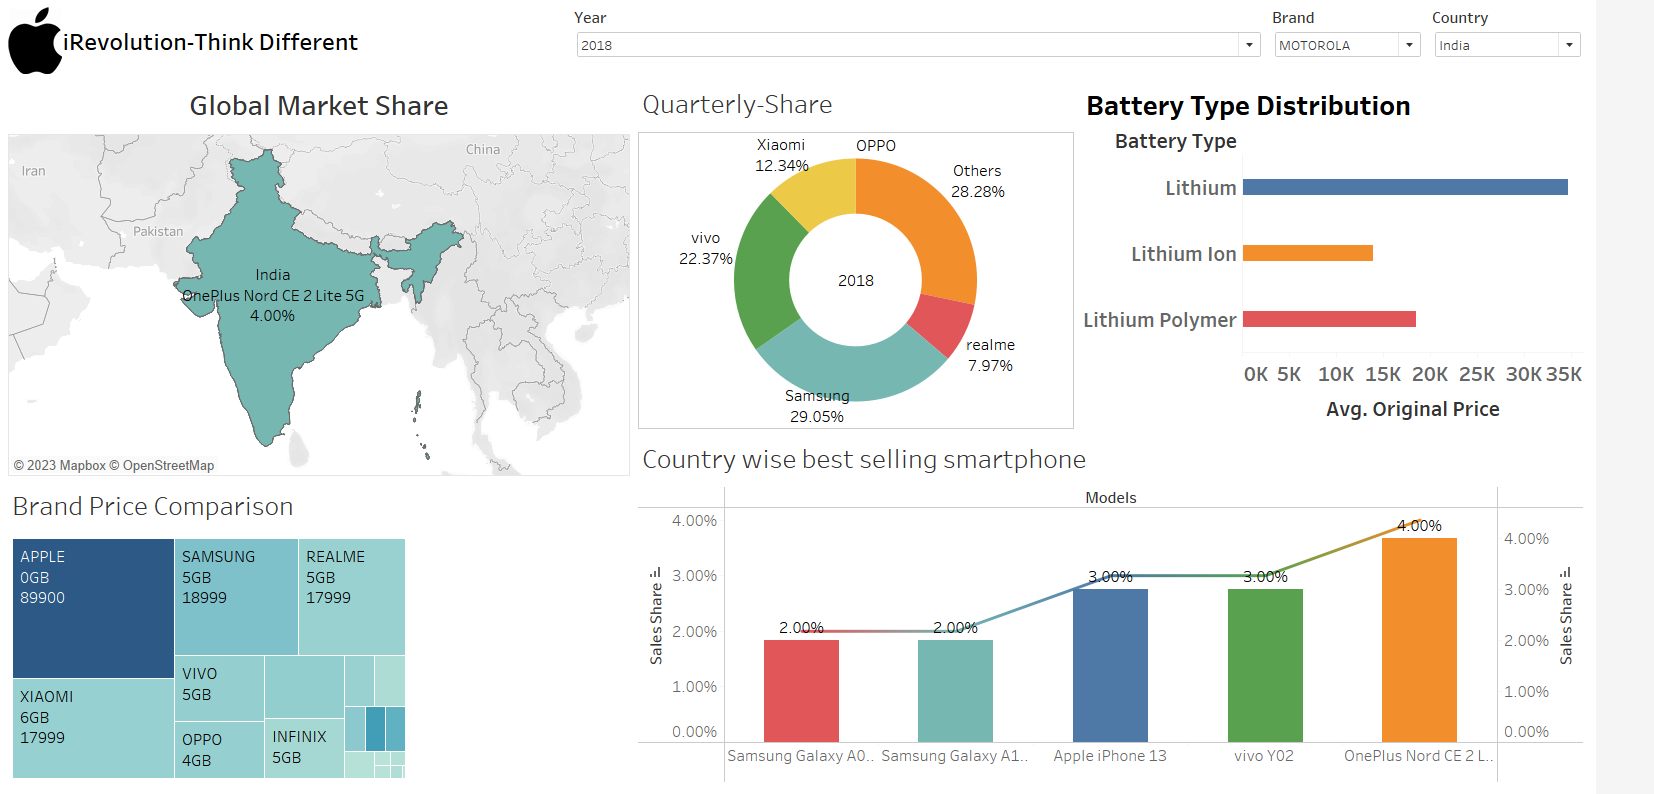 iRevolution-Think Different
Year
2018
Brand
MOTOROLA
Country
India
Global Market Share
Iran
China
Pakistan
India
OnePlus Nord CE 2 Lite 5G
4.00%
© 2023 Mapbox © OpenStreetMap
Quarterly-Share
Xiaomi
12.34%
OPPO
Others
28.28%
vivo
22.37%
2018
realme
7.97%
Samsung
29.05%
Battery Type Distribution
Battery Type
Lithium
Lithium Ion
Lithium Polymer
0K 5K 10K 15K 20K 25K 30K 35K
Avg. Original Price
Brand Price Comparison
APPLE
0GB
89900
SAMSUNG
5GB
18999
REALME
5GB
17999
XIAOMI
6GB
17999
VIVO
5GB
OPPO
4GB
INFINIX
5GB
Country wise best selling smartphone
Models
Sales Share
4.00%
3.00%
2.00%
1.00%
0.00%
2.00%
2.00%
3.00%
3.00%
4.00%
4.00%
3.00%
2.00%
1.00%
0.00%
Sales Share
Samsung Galaxy A0.. Samsung Galaxy A1.. Apple iPhone 13 vivo Y02 OnePlus Nord CE 2 L..